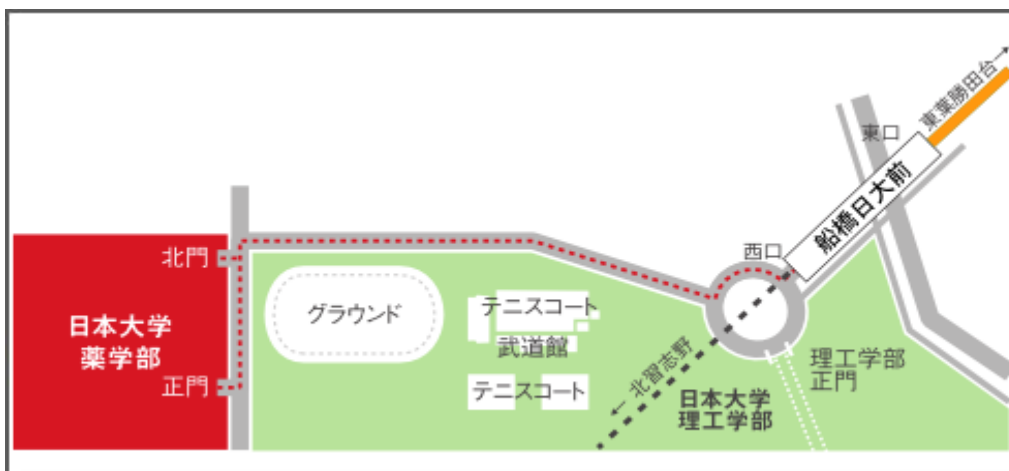 東葉勝田台→
東口
船橋日大前
西口
北門
日本大学
薬学部
正門
グラウンド
テニスコート
武道館
テニスコート
←北習志野
日本大学
理工学部
理工学部
正門